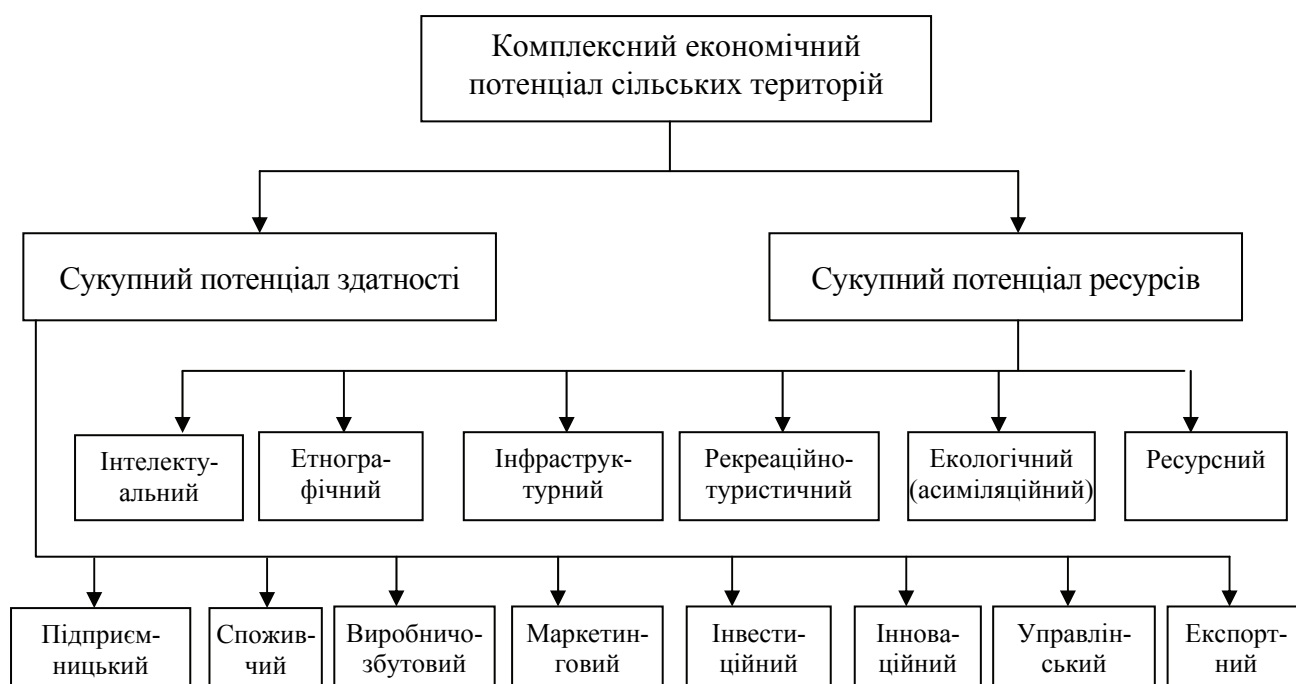 Комплексний економічний
потенціал сільських територій
Сукупний потенціал здатності
Сукупний потенціал ресурсів
Інтелекту-
альний
Етногра-
фічний
Інфраструк-
турний
Рекреаційно-
туристичний
Екологічний
(асиміляційний)
Ресурсний
Підприєм-
ницький
Спожив-
чий
Виробничо-
збутовий
Маркетин-
говий
Інвести-
ційний
Іннова-
ційний
Управлін-
ський
Експорт-
ний